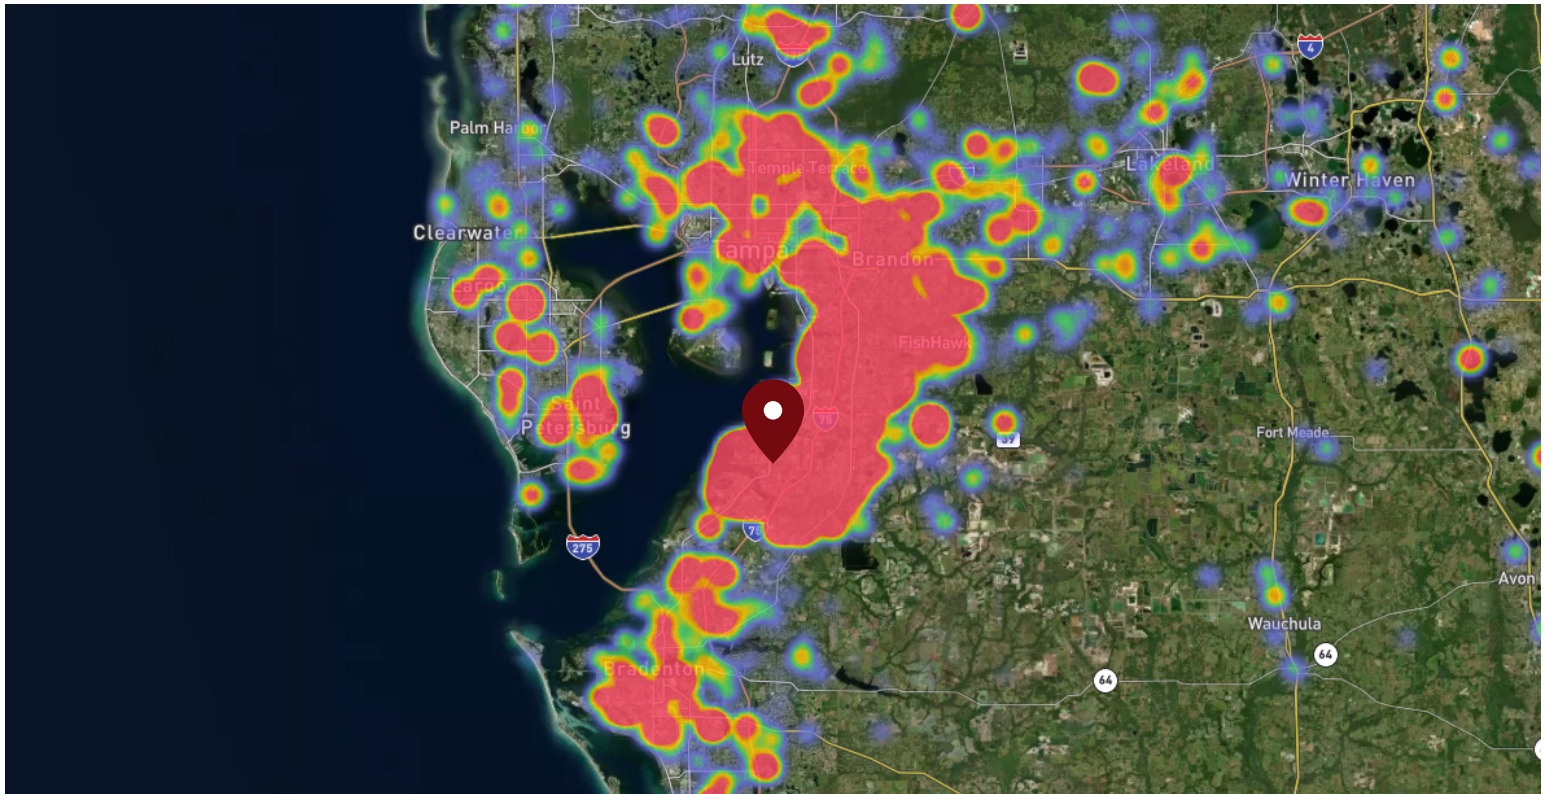 4
275
Lutz
Palm Harbor
Temple Terrace
Lakeland
Winter Haven
Clearwater
Tampa
Brandon
Largo
FishHawk
Saint
Petersburg
75
39
Fort Meade
75
275
Avon
Wauchula
64
Bradenton
64